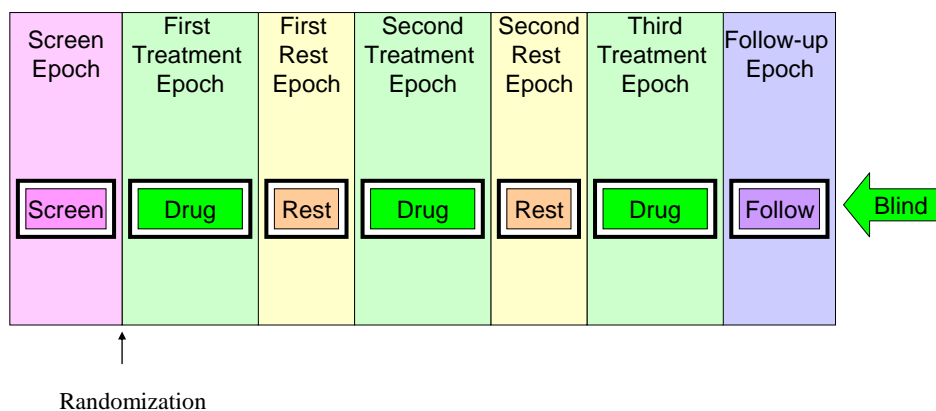 Screen
Epoch
First
Treatment
Epoch
First
Rest
Epoch
Second
Treatment
Epoch
Second
Rest
Epoch
Third
Treatment
Epoch
Follow-up
Epoch
Screen
Drug
Rest
Drug
Rest
Drug
Follow
Blind
Randomization